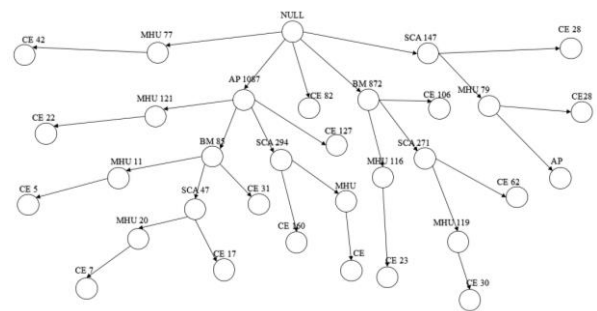 NULL
MHU 77
CE 42
SCA 147
CE 28
AP 1087
CE 82
BM 872
CE 106
MHU 79
CE28
MHU 121
CE 22
CE 127
BM 85
SCA 294
MHU 116
SCA 271
AP
MHU 11
CE 5
SCA 47
CE 31
MHU
CE 62
MHU 20
CE 17
CE 160
CE
CE 23
MHU 119
CE 7
CE 30